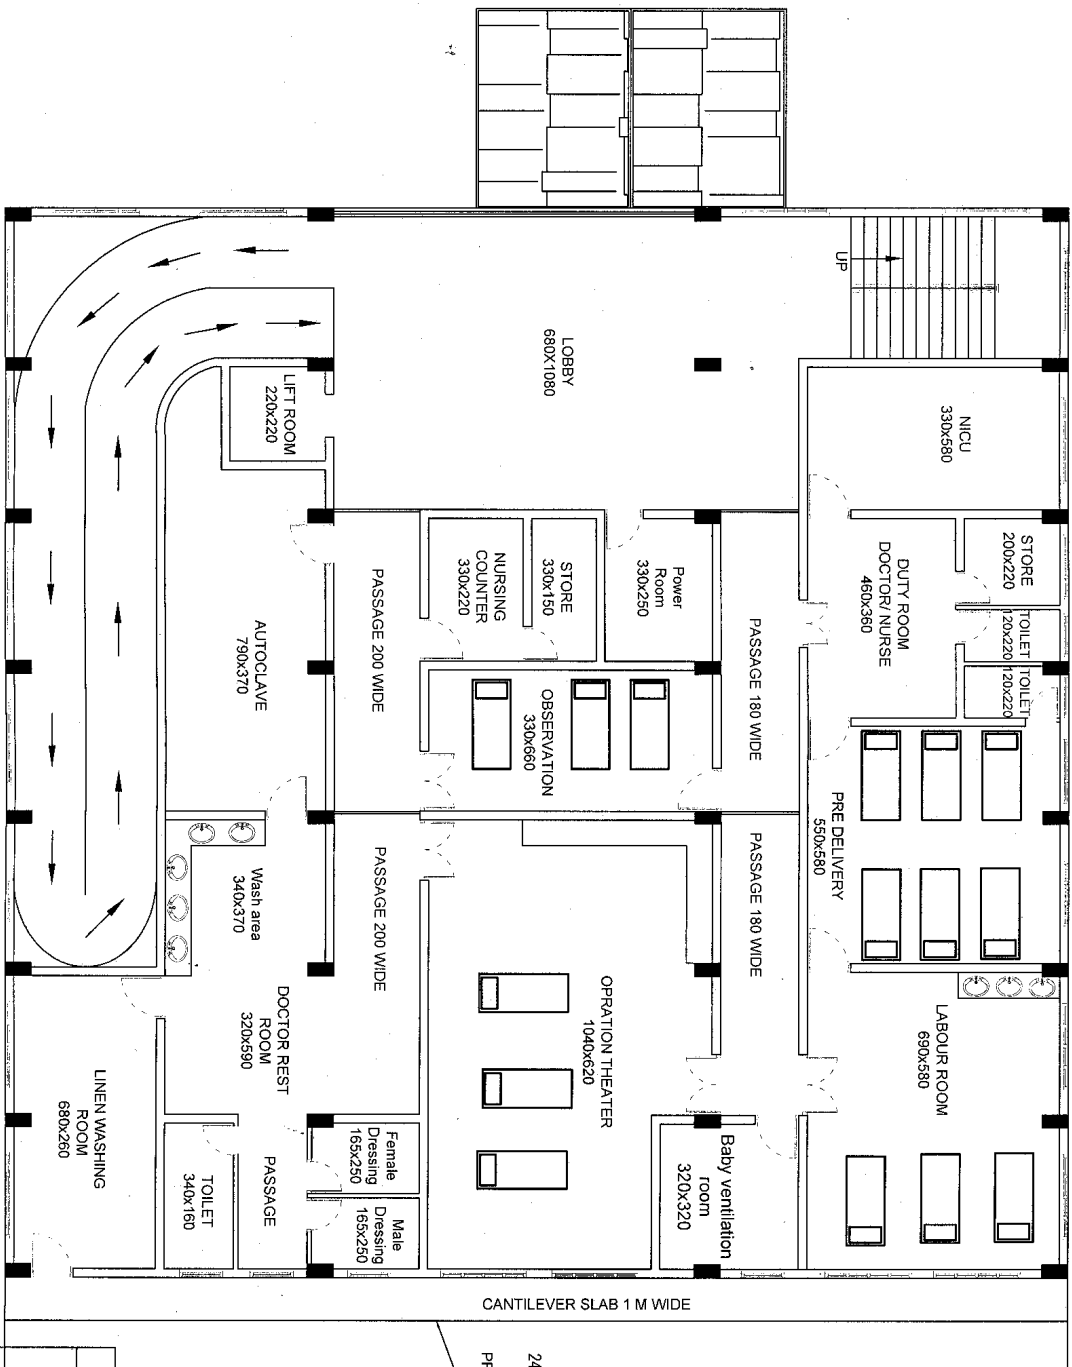 UP
LOBBY
680X1080
NICU
330x580
LIFT ROOM
220x220
STORE
200x220
TOILET
120x220
TOILET
120x220
DUTY ROOM
DOCTOR/ NURSE
460x360
Power
Room
330x250
STORE
330x150
NURSING
COUNTER
330x220
PASSAGE 180 WIDE
PASSAGE 200 WIDE
AUTOCLAVE
790x370
OBSERVATION
330x660
PRE DELIVERY
550x580
PASSAGE 180 WIDE
PASSAGE 200 WIDE
Wash area
340x370
OPRATION THEATER
1040x620
LABOUR ROOM
690x580
DOCTOR REST
ROOM
320x590
LINEN WASHING
ROOM
680x260
Female
Dressing
165x250
Male
Dressing
165x250
PASSAGE
TOILET
340x160
Baby ventilation
room
320x320
CANTILEVER SLAB 1 M WIDE
24